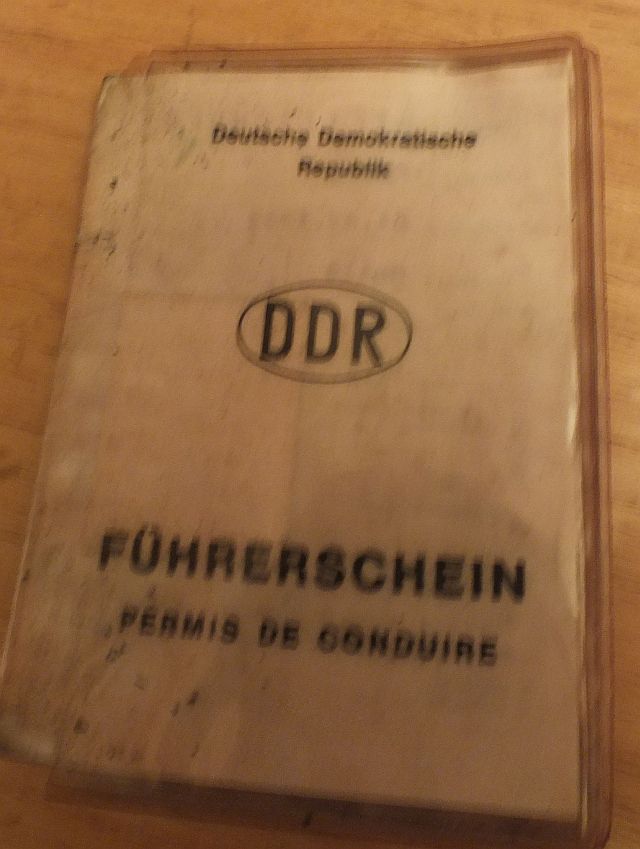 Deutsche Demokratische
Republik
DDR
FÜHRERSCHEIN
PERMIS DE CONDUIRE